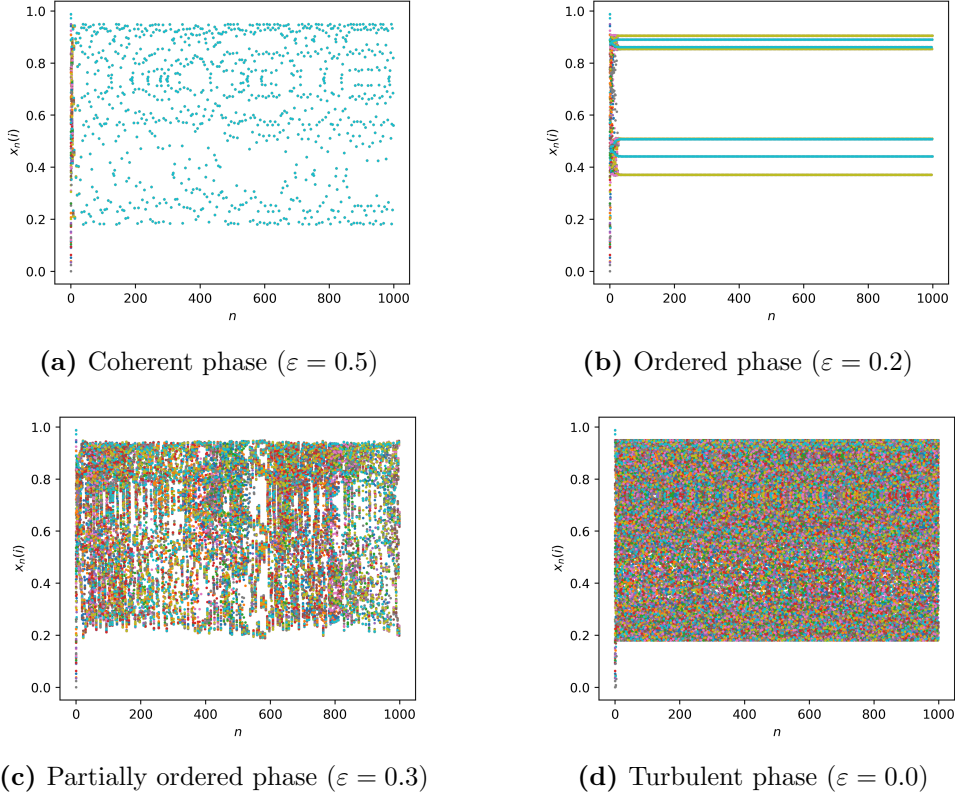 1.0
0.8
0.6
0.4
0.2
0.0
x_n(i)
0 200 400 600 800 1000
n
(a) Coherent phase (ε = 0.5)
1.0
0.8
0.6
0.4
0.2
0.0
x_n(i)
0 200 400 600 800 1000
n
(b) Ordered phase (ε = 0.2)
1.0
0.8
0.6
0.4
0.2
0.0
x_n(i)
0 200 400 600 800 1000
n
(c) Partially ordered phase (ε = 0.3)
1.0
0.8
0.6
0.4
0.2
0.0
x_n(i)
0 200 400 600 800 1000
n
(d) Turbulent phase (ε = 0.0)